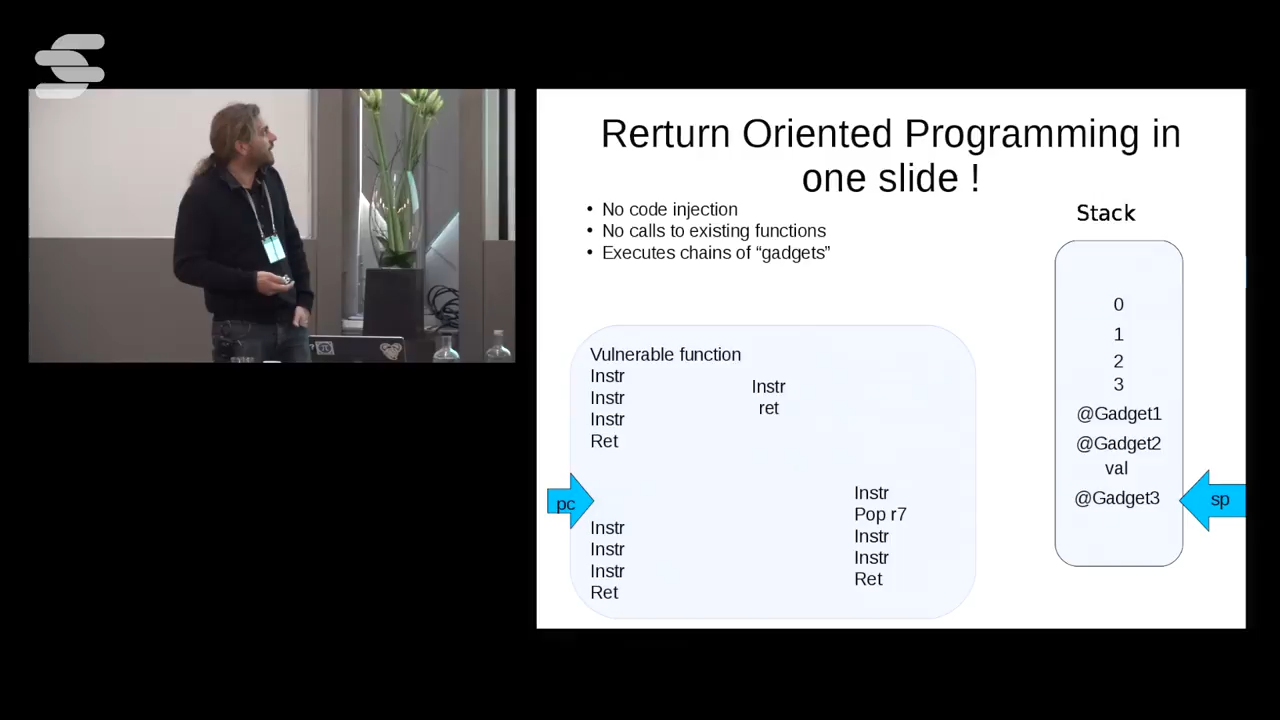 Rerturn Oriented Programming in
one slide !
• No code injection
• No calls to existing functions
• Executes chains of “gadgets”
Stack
0
1
2
3
@Gadget1
@Gadget2
val
@Gadget3
sp
Vulnerable function
Instr
Instr
Instr
Ret
Instr
ret
pc
Instr
Instr
Instr
Ret
Instr
Pop r7
Instr
Instr
Ret